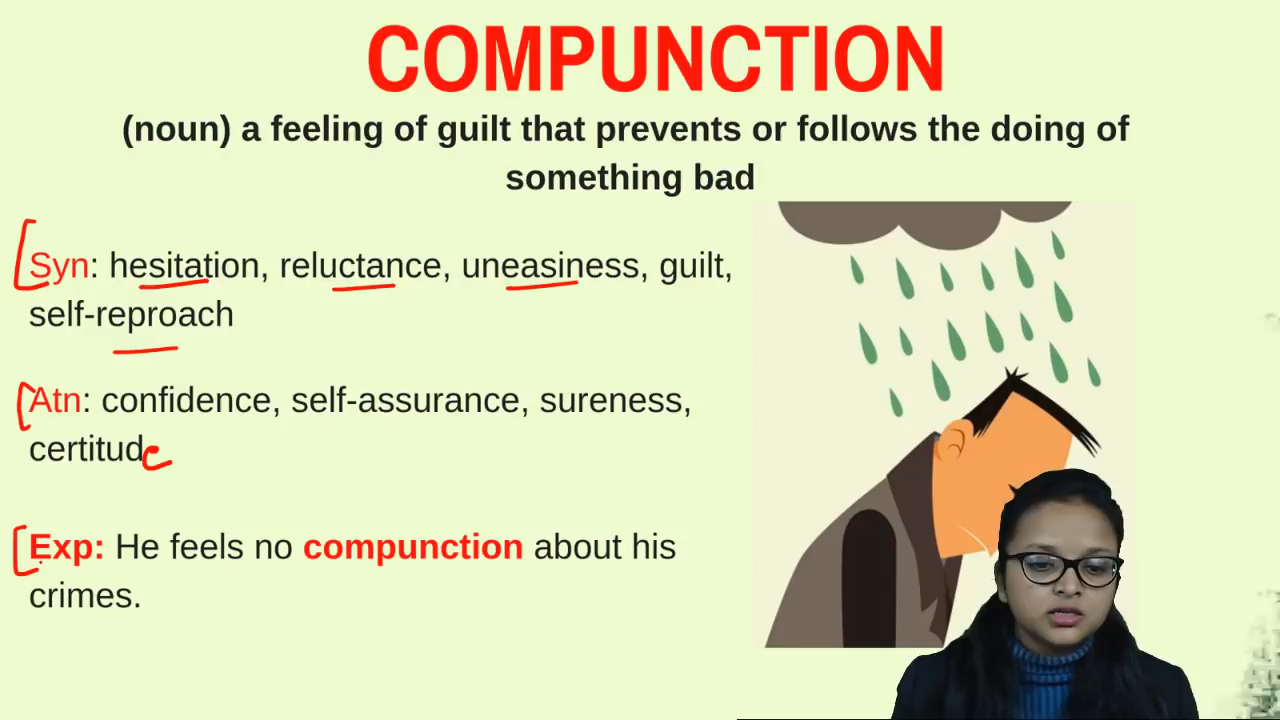 COMPUNCTION
(noun) a feeling of guilt that prevents or follows the doing of
something bad
Syn: hesitation, reluctance, uneasiness, guilt,
self-reproach
Atn: confidence, self-assurance, sureness,
certitude
Exp: He feels no compunction about his
crimes.